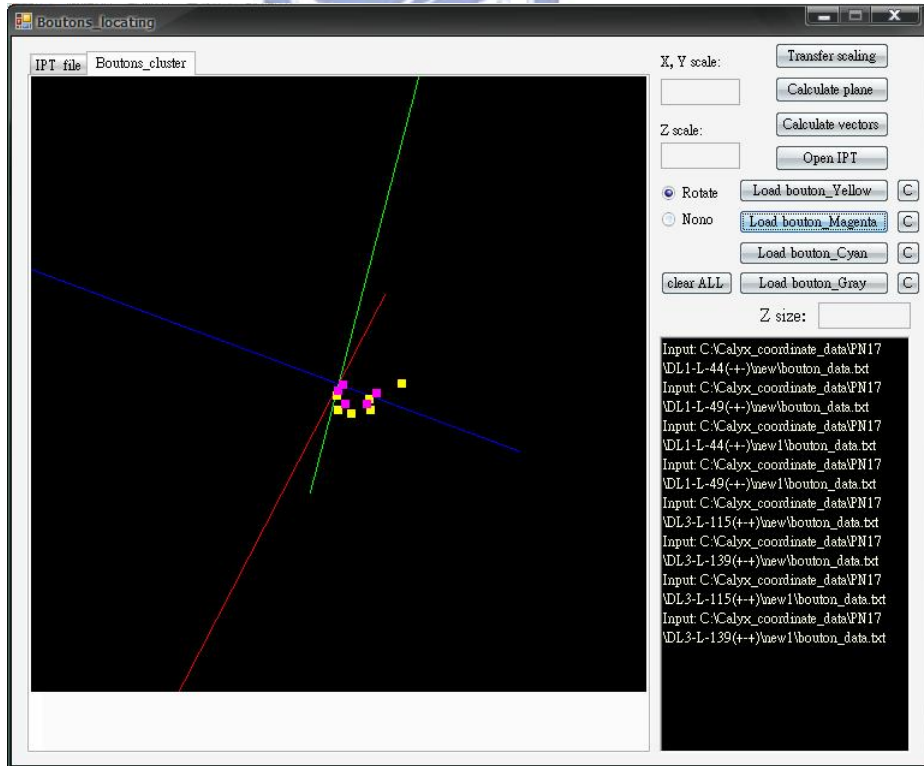 Boutons_locating
IPT file
Boutons_cluster
X, Y scale:
Transfer scaling
Calculate plane
Z scale:
Calculate vectors
Open IPT
Rotate
Load bouton_Yellow
C
Nono
Load bouton_Magenta
C
Load bouton_Cyan
C
clear ALL
Load bouton_Gray
C
Z size:
Input: C:\Calyx_coordinate_data\PN17
\DL1-L-44(-+-)\new\bouton_data.txt
Input: C:\Calyx_coordinate_data\PN17
\DL1-L-49(+-)\new\bouton_data.txt
Input: C:\Calyx_coordinate_data\PN17
\DL1-L-44(-+-)\new1\bouton_data.txt
Input: C:\Calyx_coordinate_data\PN17
\DL1-L-49(+-)\new1\bouton_data.txt
Input: C:\Calyx_coordinate_data\PN17
\DL3-L-115(+-+)\new\bouton_data.txt
Input: C:\Calyx_coordinate_data\PN17
\DL3-L-139(+-+)\new\bouton_data.txt
Input: C:\Calyx_coordinate_data\PN17
\DL3-L-115(+-+)\new1\bouton_data.txt
Input: C:\Calyx_coordinate_data\PN17
\DL3-L-139(+-+)\new1\bouton_data.txt